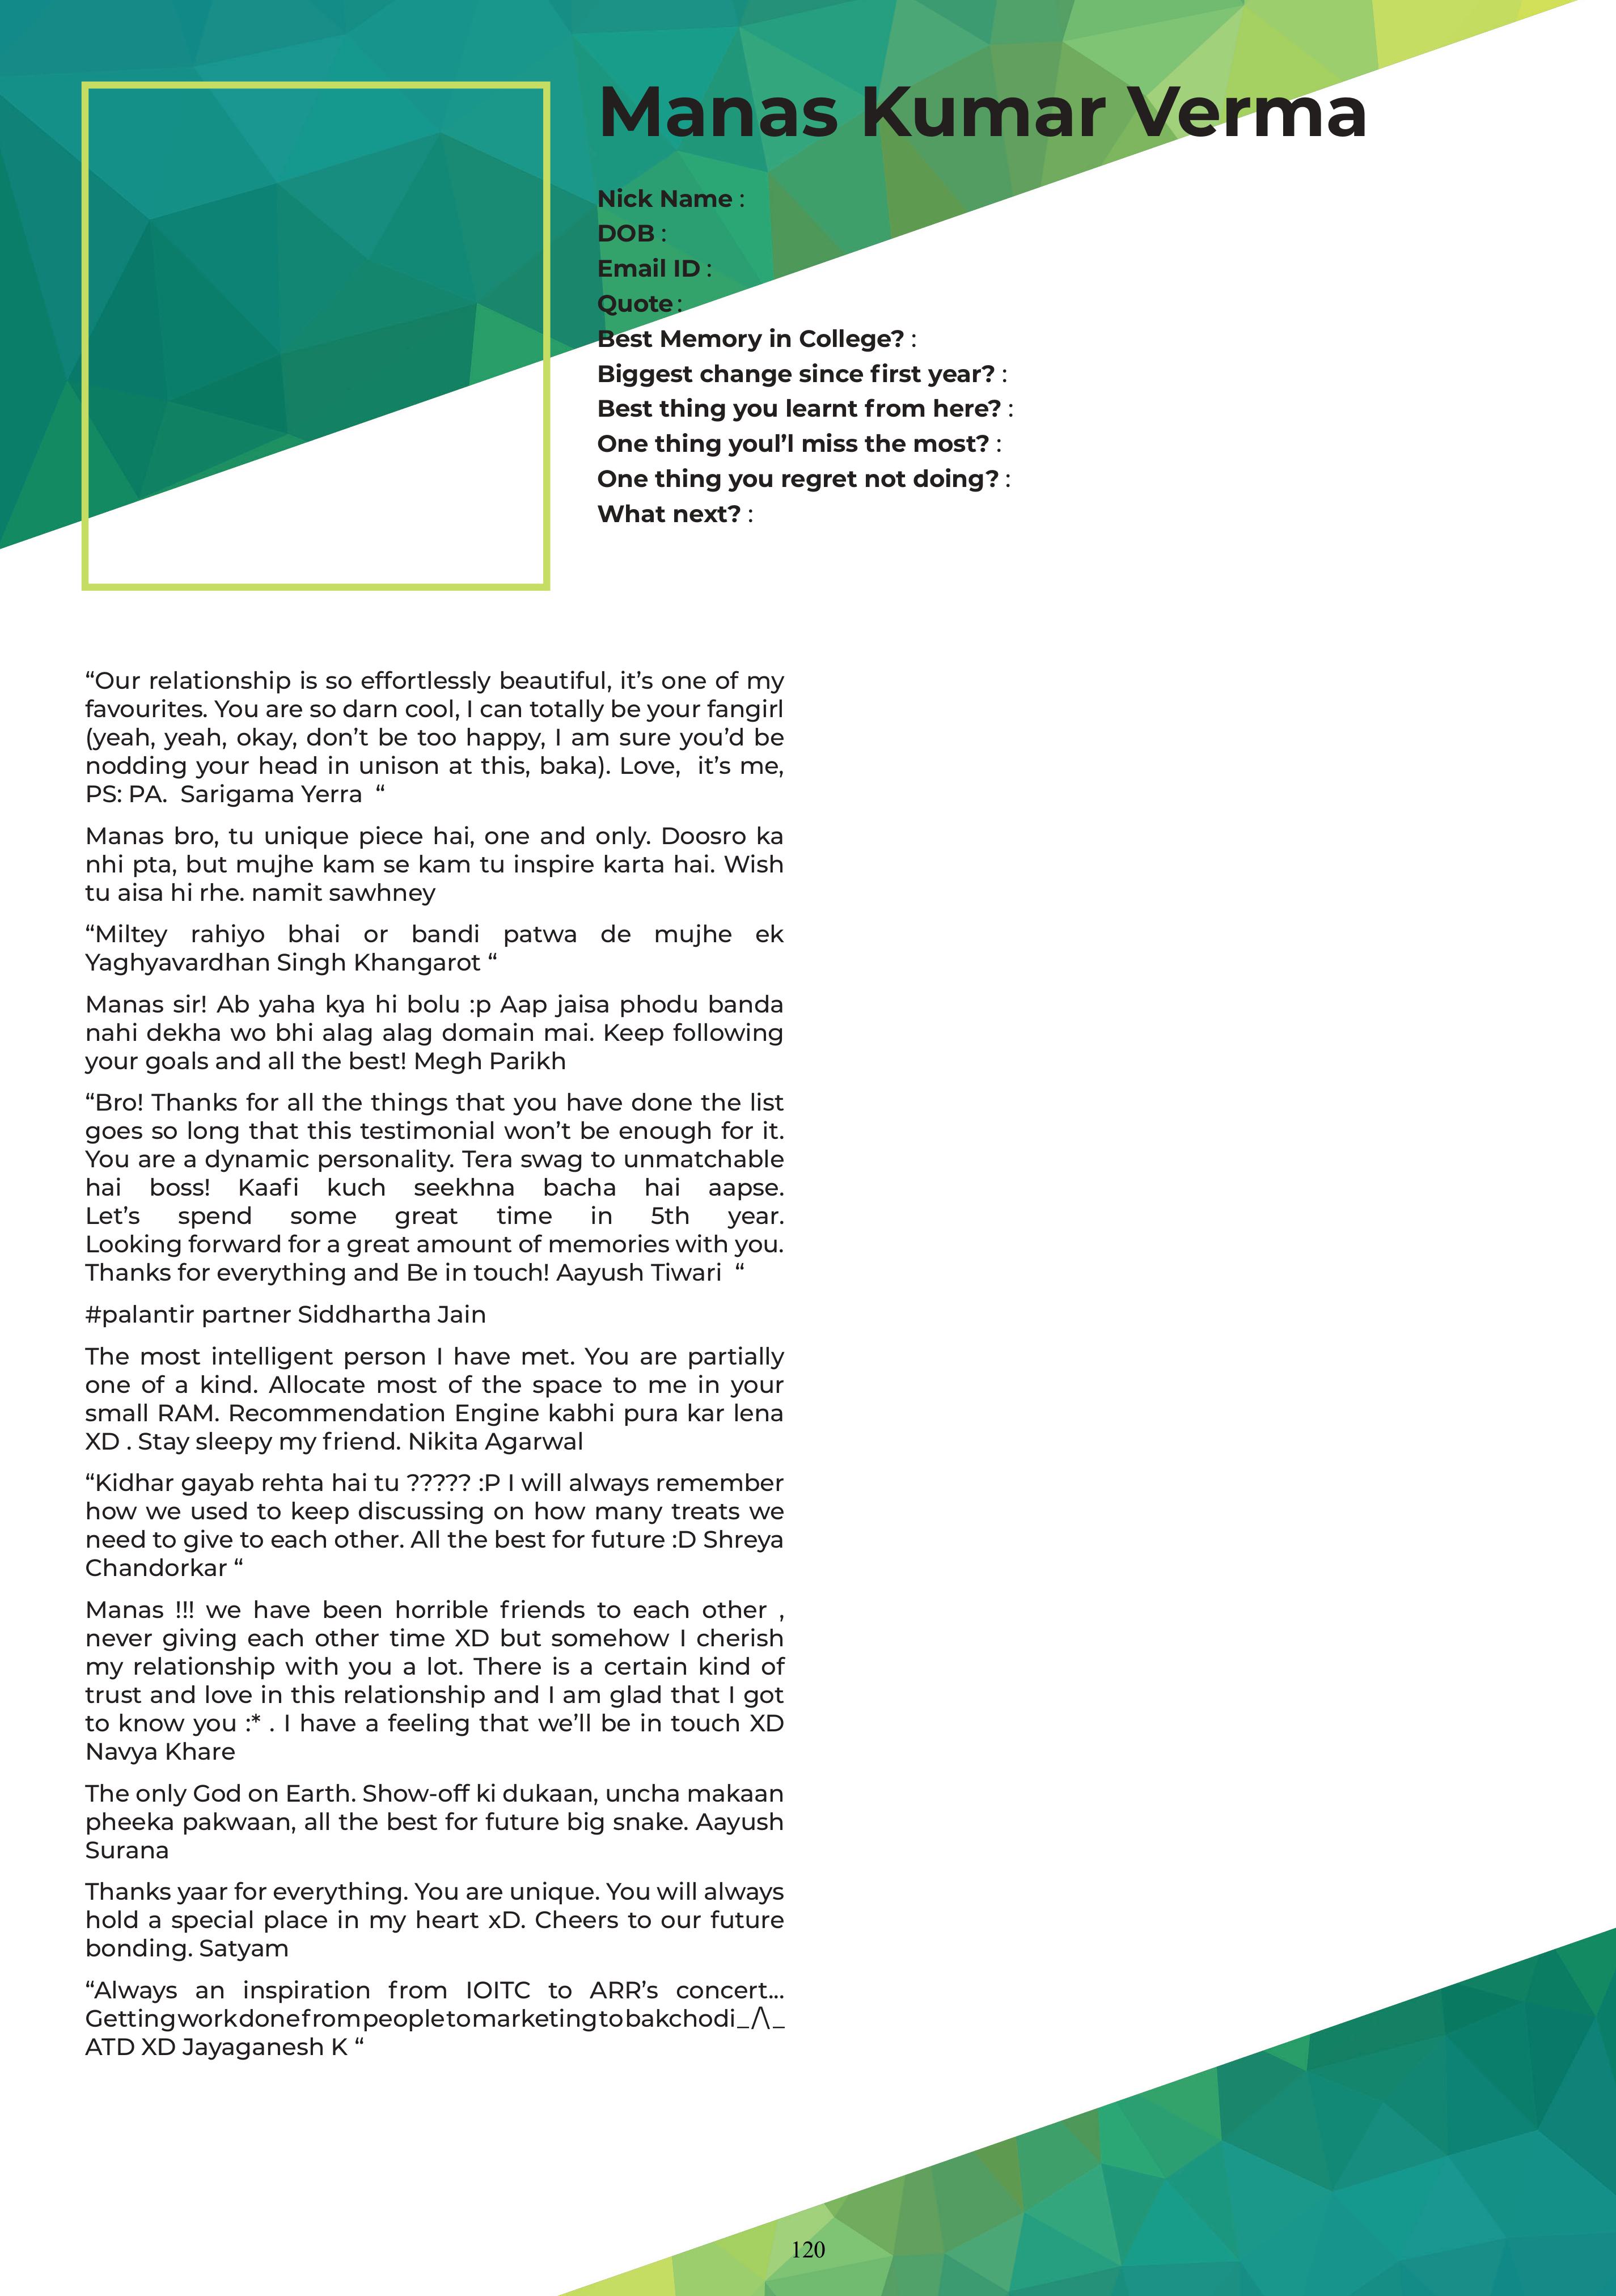 Manas Kumar Verma
Nick Name :
DOB :
Email ID :
Quote :
Best Memory in College? :
Biggest change since first year? :
Best thing you learnt from here? :
One thing youl’l miss the most? :
One thing you regret not doing? :
What next? :
“Our relationship is so effortlessly beautiful, it’s one of my
favourites. You are so darn cool, I can totally be your fangirl
(yeah, yeah, okay, don’t be too happy, I am sure you’d be
nodding your head in unison at this, baka). Love,  it’s me,
PS: PA.  Sarigama Yerra  “
Manas bro, tu unique piece hai, one and only. Doosro ka
nhi pta, but mujhe kam se kam tu inspire karta hai. Wish
tu aisa hi rhe. namit sawhney
“Miltey rahiyo bhai or bandi patwa de mujhe ek
Yaghyavardhan Singh Khangarot “
Manas sir! Ab yaha kya hi bolu :p Aap jaisa phodu banda
nahi dekha wo bhi alag alag domain mai. Keep following
your goals and all the best! Megh Parikh
“Bro! Thanks for all the things that you have done the list
goes so long that this testimonial won’t be enough for it.
You are a dynamic personality. Tera swag to unmatchable
hai boss! Kaafi kuch seekhna bacha hai aapse.
Let’s spend some great time in 5th year.
Looking forward for a great amount of memories with you.
Thanks for everything and Be in touch! Aayush Tiwari  “
#palantir partner Siddhartha Jain
The most intelligent person I have met. You are partially
one of a kind. Allocate most of the space to me in your
small RAM. Recommendation Engine kabhi pura kar lena
XD . Stay sleepy my friend. Nikita Agarwal
“Kidhar gayab rehta hai tu ????? :P I will always remember
how we used to keep discussing on how many treats we
need to give to each other. All the best for future :D Shreya
Chandorkar “
Manas !!! we have been horrible friends to each other ,
never giving each other time XD but somehow I cherish
my relationship with you a lot. There is a certain kind of
trust and love in this relationship and I am glad that I got
to know you :* . I have a feeling that we’ll be in touch XD
Navya Khare
The only God on Earth. Show-off ki dukaan, uncha makaan
pheeka pakwaan, all the best for future big snake. Aayush
Surana
Thanks yaar for everything. You are unique. You will always
hold a special place in my heart xD. Cheers to our future
bonding. Satyam
“Always an inspiration from IOITC to ARR’s concert...
Getting work done from people to marketing to bakchodi _/\_
ATD XD Jayaganesh K “
120